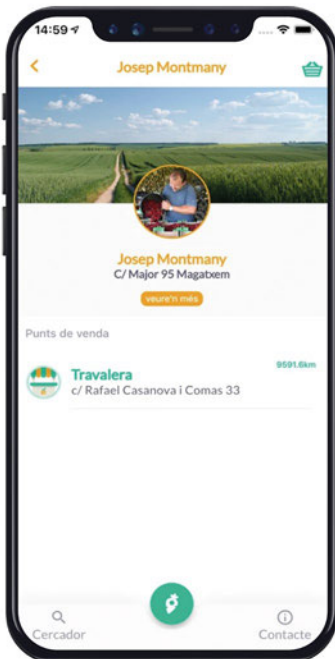 14:59
Josep Montmany
Josep Montmany
C/ Major 95 Magatxem
veure'n més
Punts de venda
9591.6km
Travalera
c/ Rafael Casanova i Comas 33
Cercador
Contacte